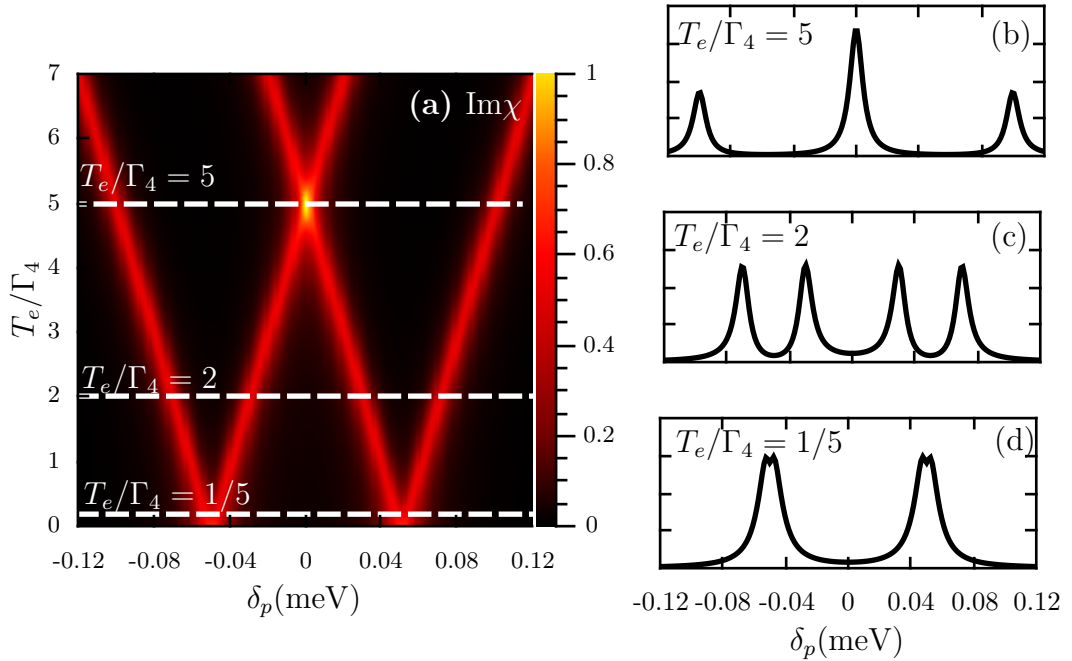 (a) Imχ
T_e/Γ_4
7
6
5
4
3
2
1
0
T_e/Γ_4 = 5
T_e/Γ_4 = 2
T_e/Γ_4 = 1/5
-0.12 -0.08 -0.04 0 0.04 0.08 0.12
δ_p(meV)
1
0.8
0.6
0.4
0.2
0
T_e/Γ_4 = 5 (b)
T_e/Γ_4 = 2 (c)
T_e/Γ_4 = 1/5 (d)
-0.12 -0.08 -0.04 0 0.04 0.08 0.12
δ_p(meV)